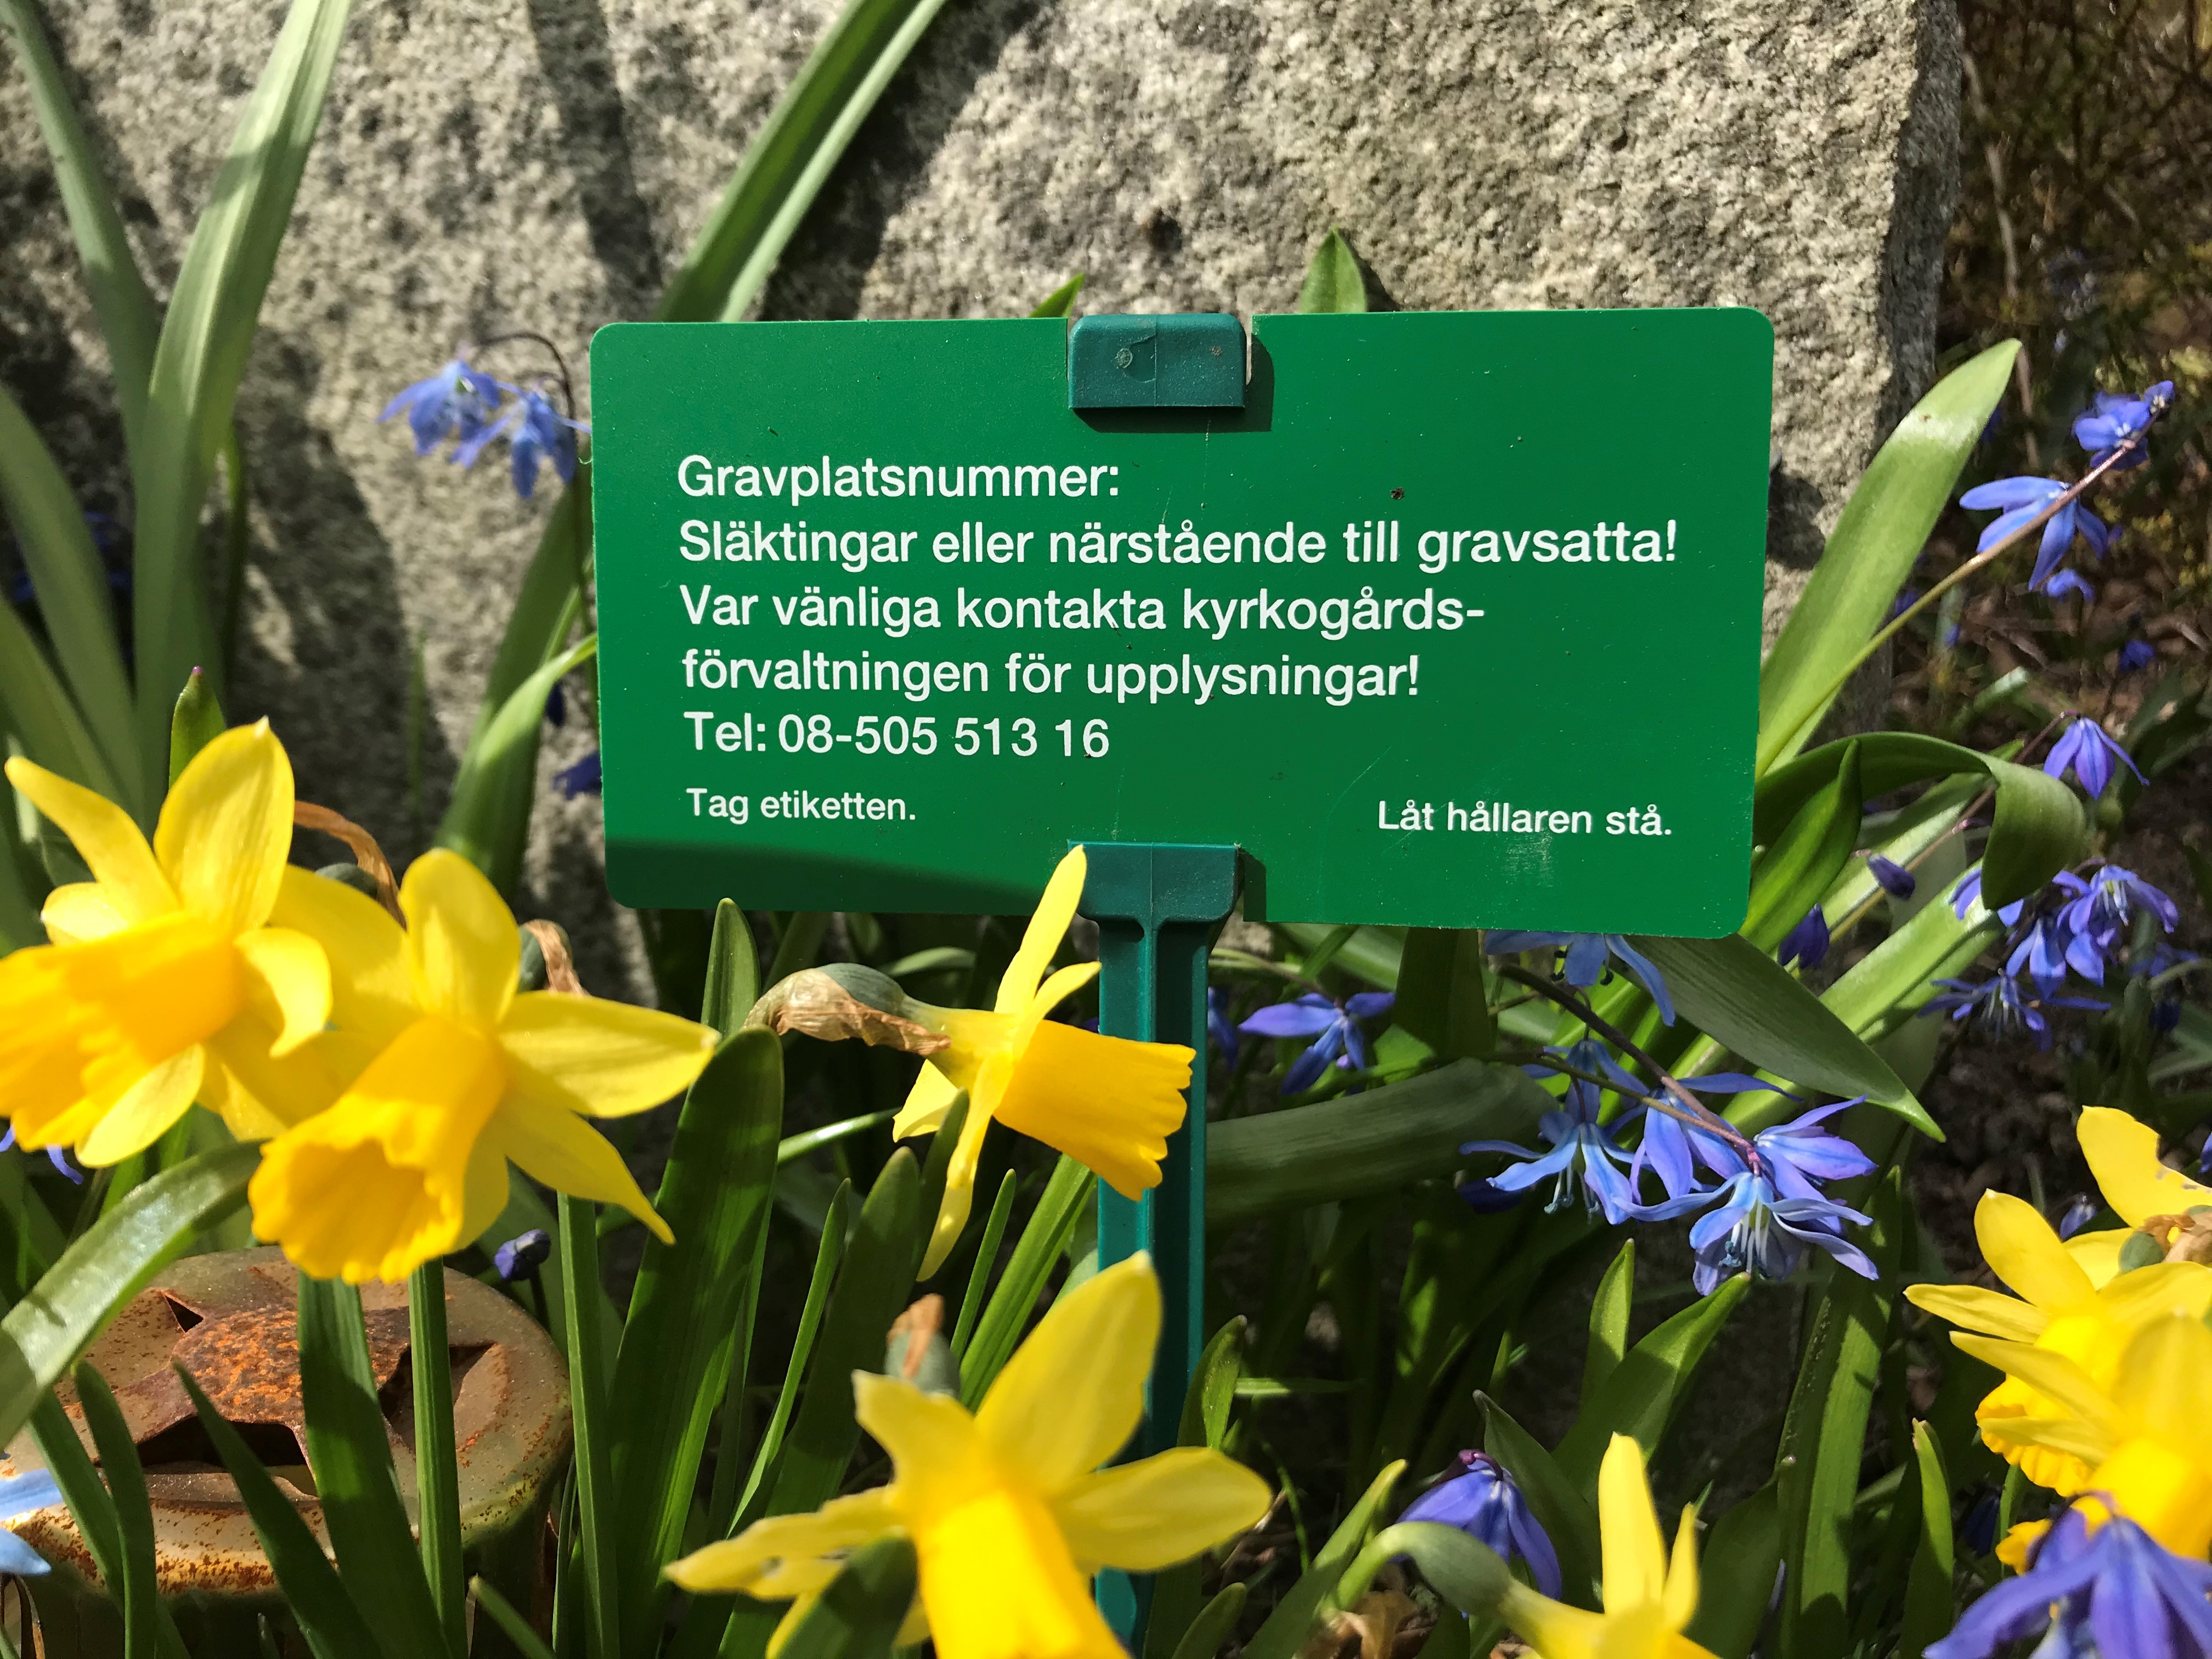 Gravplatsnummer:
Släktingar eller närstående till gravsatta!
Var vänliga kontakta kyrkogårds-
förvaltningen för upplysningar!
Tel: 08-505 513 16
Tag etiketten. Låt hållaren stå.